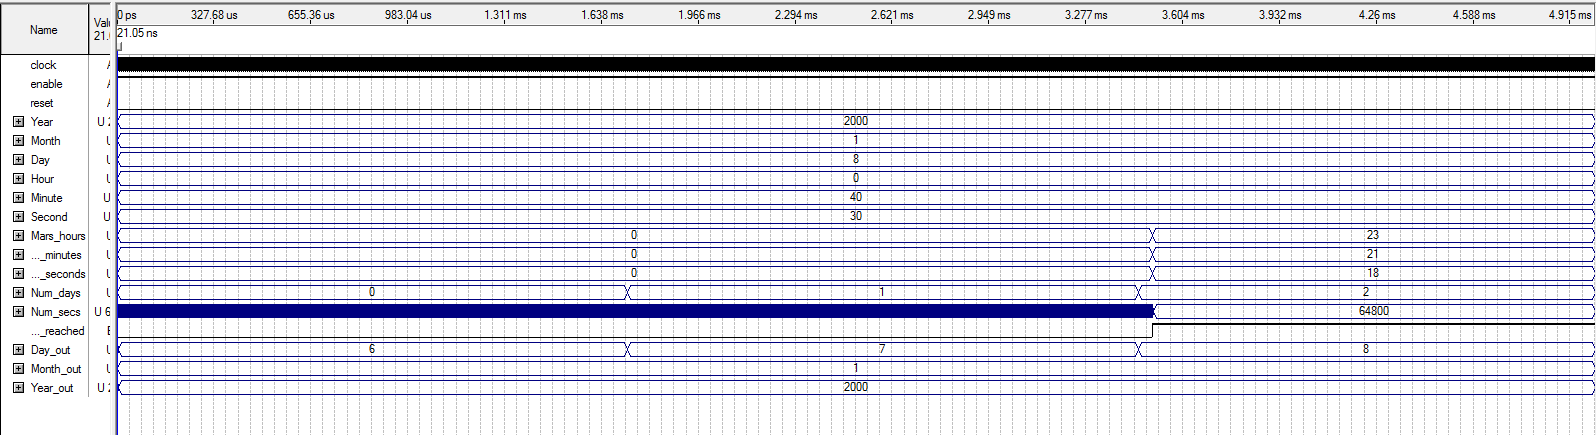 0 ps 327.68 us 655.36 us 983.04 us 1.311 ms 1.638 ms 1.966 ms 2.294 ms 2.621 ms 2.949 ms 3.277 ms 3.604 ms 3.932 ms 4.26 ms 4.588 ms 4.915 ms
Name Valu
21.
21.05 ns
clock
enable
reset
Year U 2 2000
Month U 1
Day U 8
Hour U 0
Minute U 40
Second U 30
Mars_hours U 0 23
..._minutes U 0 21
..._seconds U 0 18
Num_days U 0 1 2
Num_secs U 6 64800
..._reached
Day_out U 6 7 8
Month_out U 1
Year_out U 2 2000